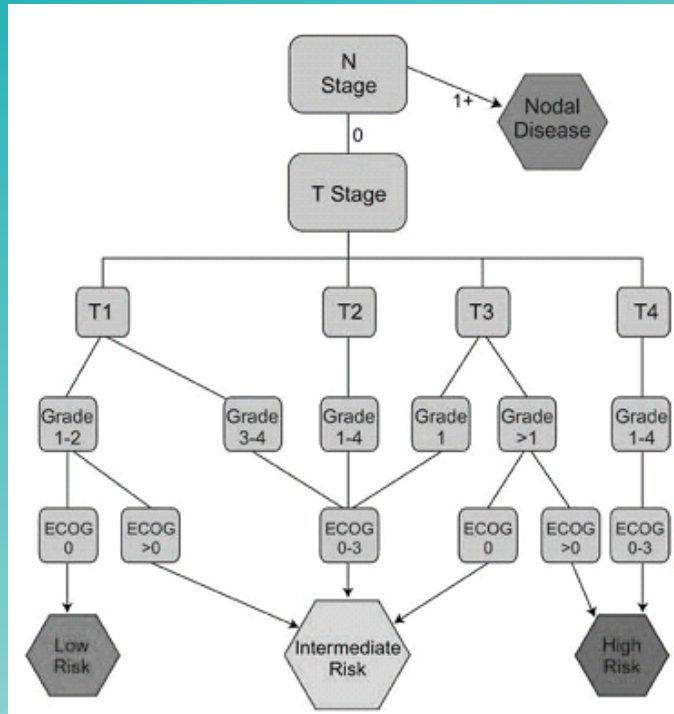 N
Stage
1+
Nodal
Disease
0
T Stage
T1
T2
T3
T4
Grade
1-2
Grade
3-4
Grade
1-4
Grade
1
Grade
>1
Grade
1-4
ECOG
0
ECOG
>0
ECOG
0-3
ECOG
0
ECOG
>0
ECOG
0-3
Low
Risk
Intermediate
Risk
High
Risk